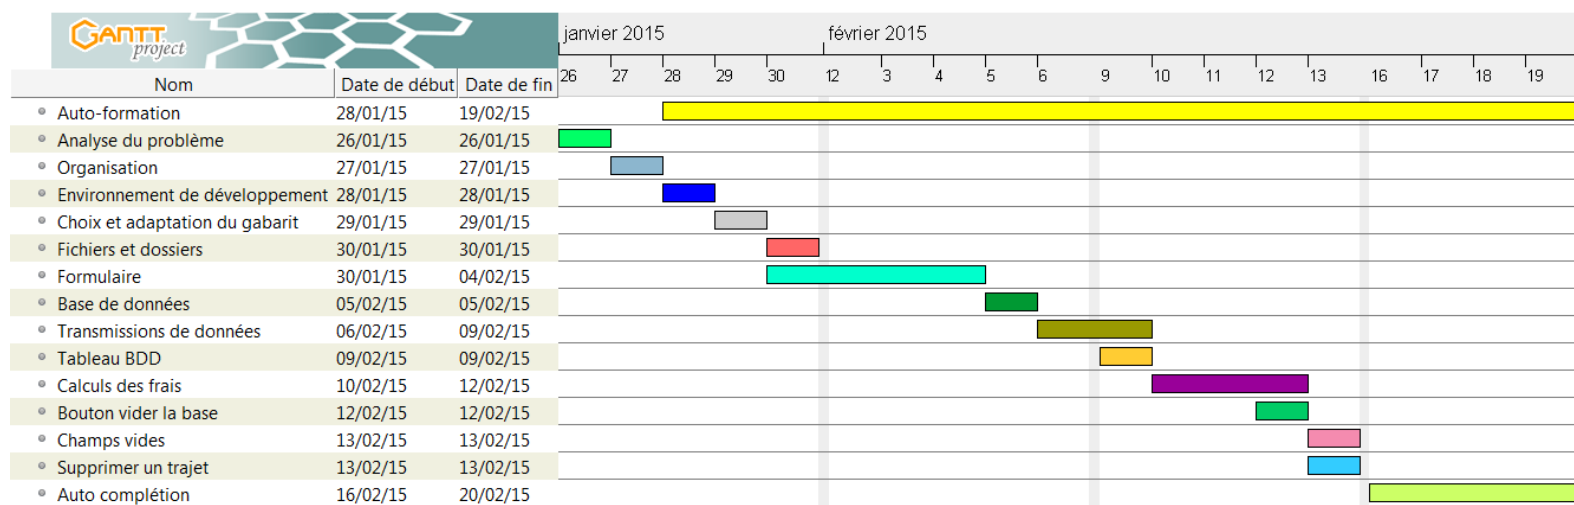 GANTT
project
janvier 2015 février 2015
Nom Date de début Date de fin 26 27 28 29 30 12 3 4 5 6 9 10 11 12 13 16 17 18 19
Auto-formation 28/01/15 19/02/15
Analyse du problème 26/01/15 26/01/15
Organisation 27/01/15 27/01/15
Environnement de développement 28/01/15 28/01/15
Choix et adaptation du gabarit 29/01/15 29/01/15
Fichiers et dossiers 30/01/15 30/01/15
Formulaire 30/01/15 04/02/15
Base de données 05/02/15 05/02/15
Transmissions de données 06/02/15 09/02/15
Tableau BDD 09/02/15 09/02/15
Calculs des frais 10/02/15 12/02/15
Bouton vider la base 12/02/15 12/02/15
Champs vides 13/02/15 13/02/15
Supprimer un trajet 13/02/15 13/02/15
Auto complétion 16/02/15 20/02/15